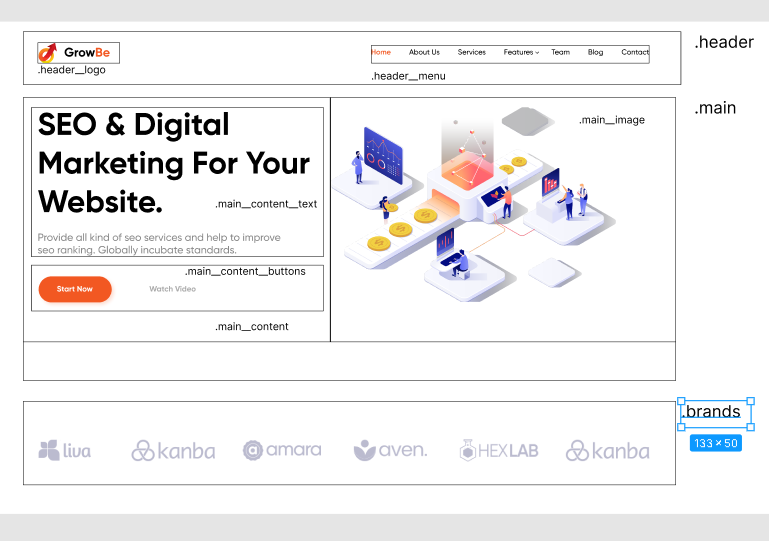 GrowBe
.header__logo
Home About Us Services Features Team Blog Contact
.header__menu
.header
SEO & Digital
Marketing For Your
Website.
.main__content__text
Provide all kind of seo services and help to improve
seo ranking. Globally incubate standards.
.main__content__buttons
Start Now Watch Video
.main__content
.main__image
.main
liva kanba amara aven. HEXLAB kanba
.brands
133 × 50